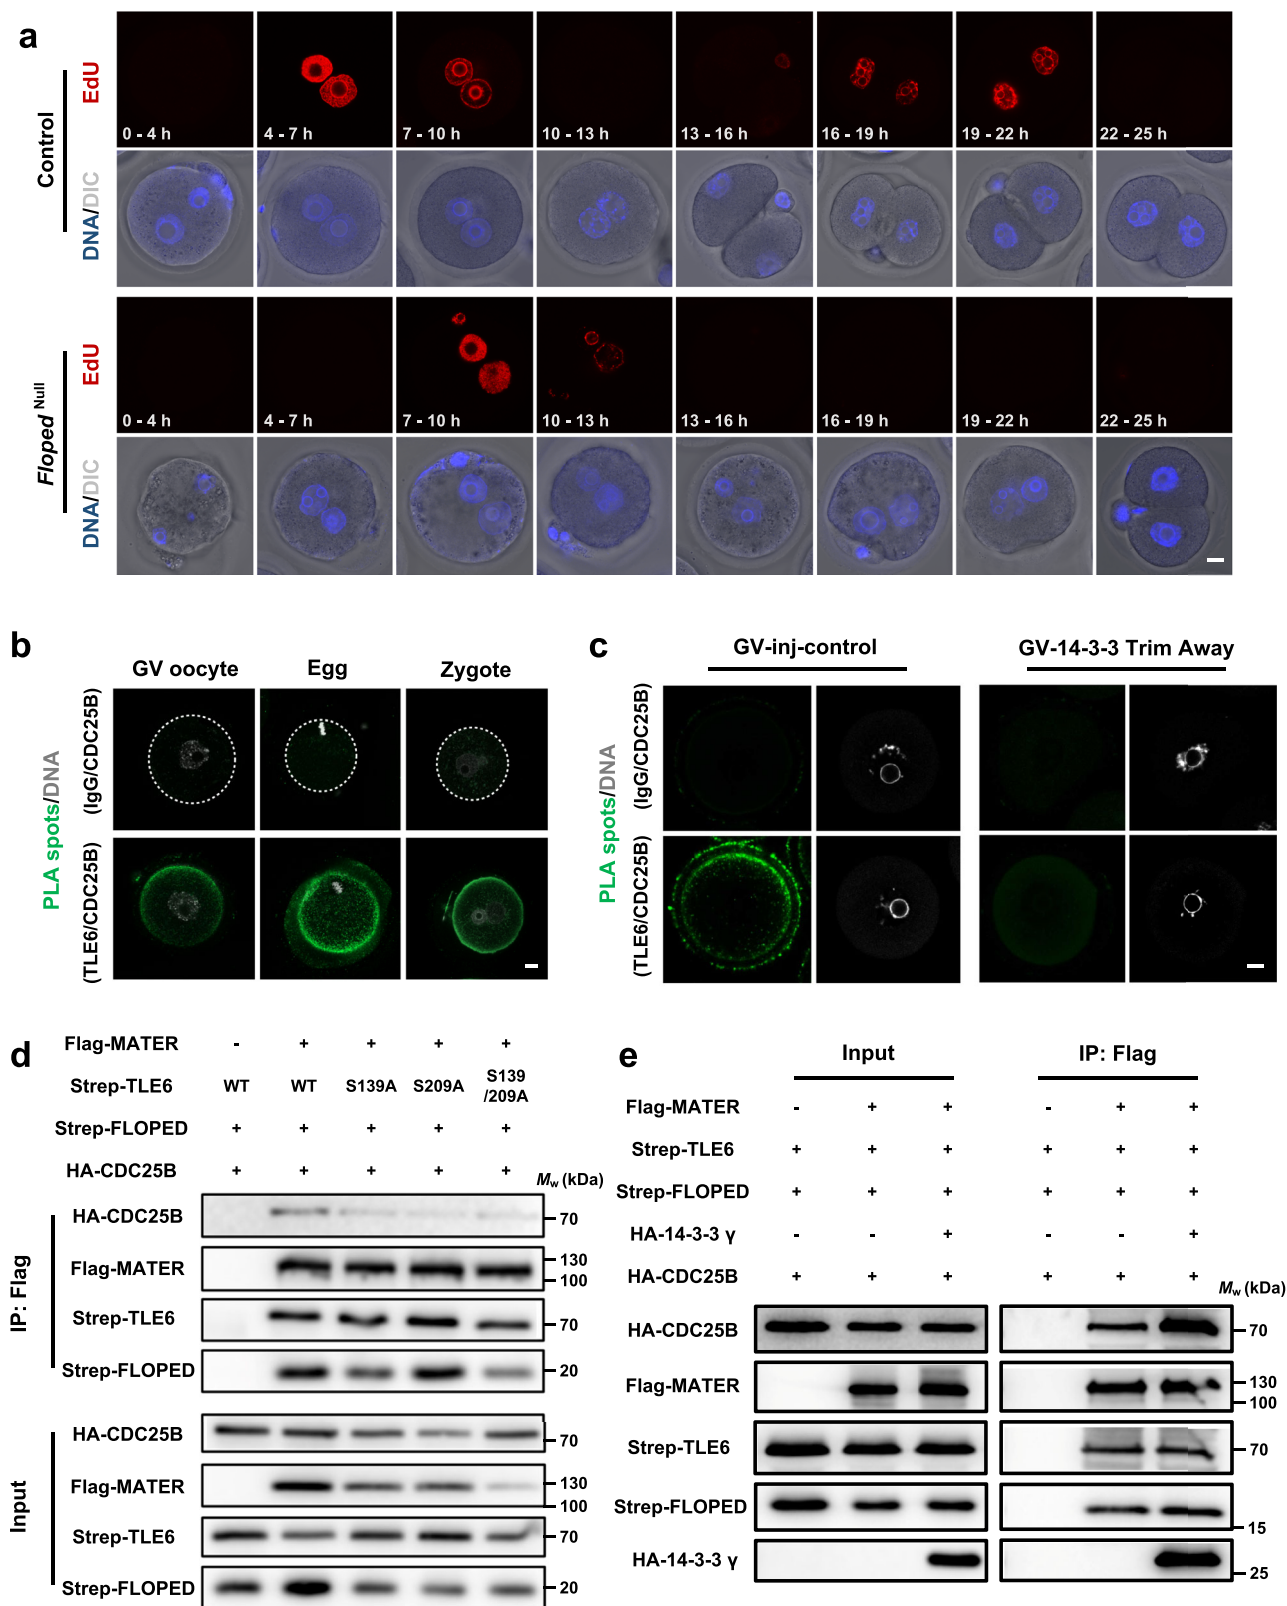 a
Control
EdU
0 - 4 h 4 - 7 h 7 - 10 h 10 - 13 h 13 - 16 h 16 - 19 h 19 - 22 h 22 - 25 h
DNA/DIC
Floped Null
EdU
0 - 4 h 4 - 7 h 7 - 10 h 10 - 13 h 13 - 16 h 16 - 19 h 19 - 22 h 22 - 25 h
DNA/DIC
b
GV oocyte Egg Zygote
PLA spots/DNA
(IgG/CDC25B)
(TLE6/CDC25B)
c
GV-inj-control GV-14-3-3 Trim Away
PLA spots/DNA
(IgG/CDC25B)
(TLE6/CDC25B)
d
Flag-MATER - + + + +
Strep-TLE6 WT WT S139A S209A S139
/209A
Strep-FLOPED + + + + +
HA-CDC25B + + + + +
Mw (kDa)
IP: Flag
HA-CDC25B 70
Flag-MATER 130
100
Strep-TLE6 70
Strep-FLOPED 20
Input
HA-CDC25B 70
Flag-MATER 130
100
Strep-TLE6 70
Strep-FLOPED 20
e
Input IP: Flag
Flag-MATER - + + - + +
Strep-TLE6 + + + + + +
Strep-FLOPED + + + + + +
HA-14-3-3 γ - - + - - +
HA-CDC25B + + + + + +
Mw (kDa)
HA-CDC25B 70
Flag-MATER 130
100
Strep-TLE6 70
Strep-FLOPED 15
HA-14-3-3 γ 25